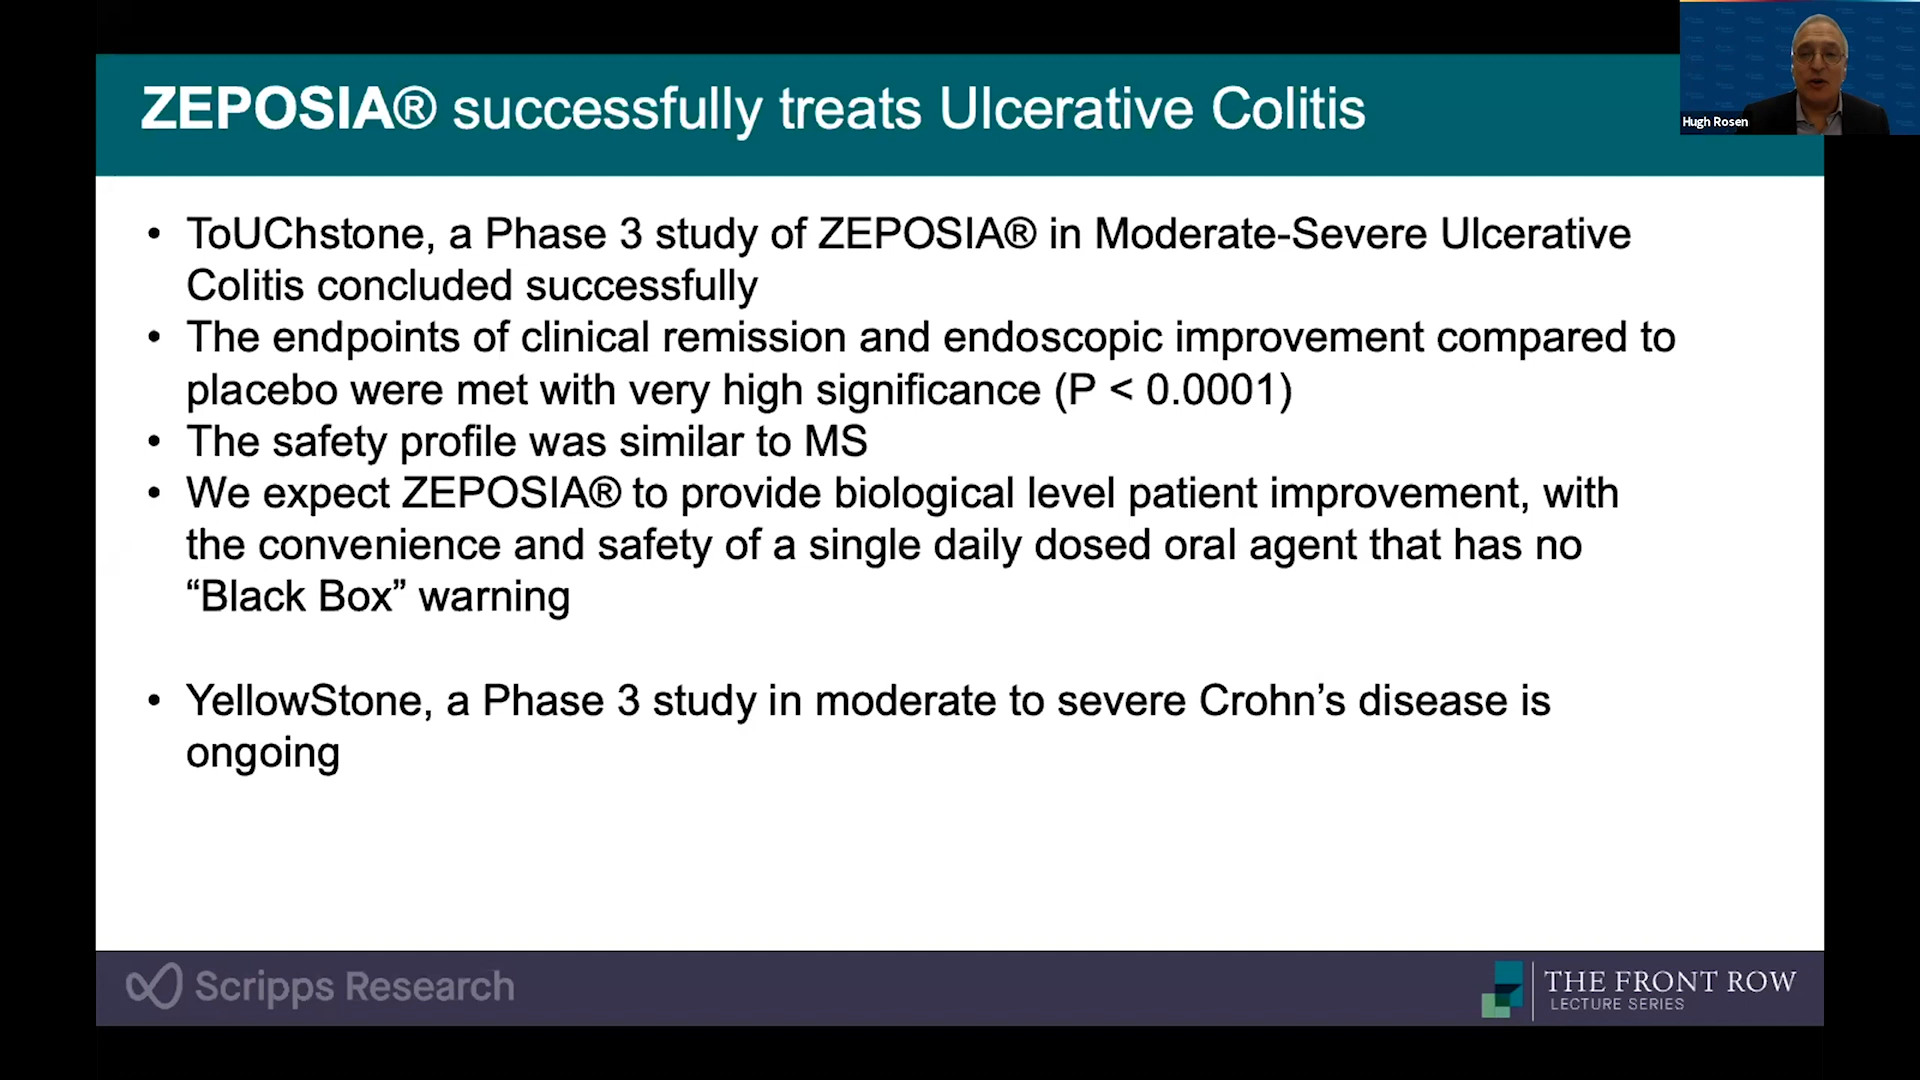 ZEPOSIA® successfully treats Ulcerative Colitis
Hugh Rosen
• ToUChstone, a Phase 3 study of ZEPOSIA® in Moderate-Severe Ulcerative
Colitis concluded successfully
• The endpoints of clinical remission and endoscopic improvement compared to
placebo were met with very high significance (P < 0.0001)
• The safety profile was similar to MS
• We expect ZEPOSIA® to provide biological level patient improvement, with
the convenience and safety of a single daily dosed oral agent that has no
“Black Box” warning
• YellowStone, a Phase 3 study in moderate to severe Crohn’s disease is
ongoing
Scripps Research
THE FRONT ROW
LECTURE SERIES